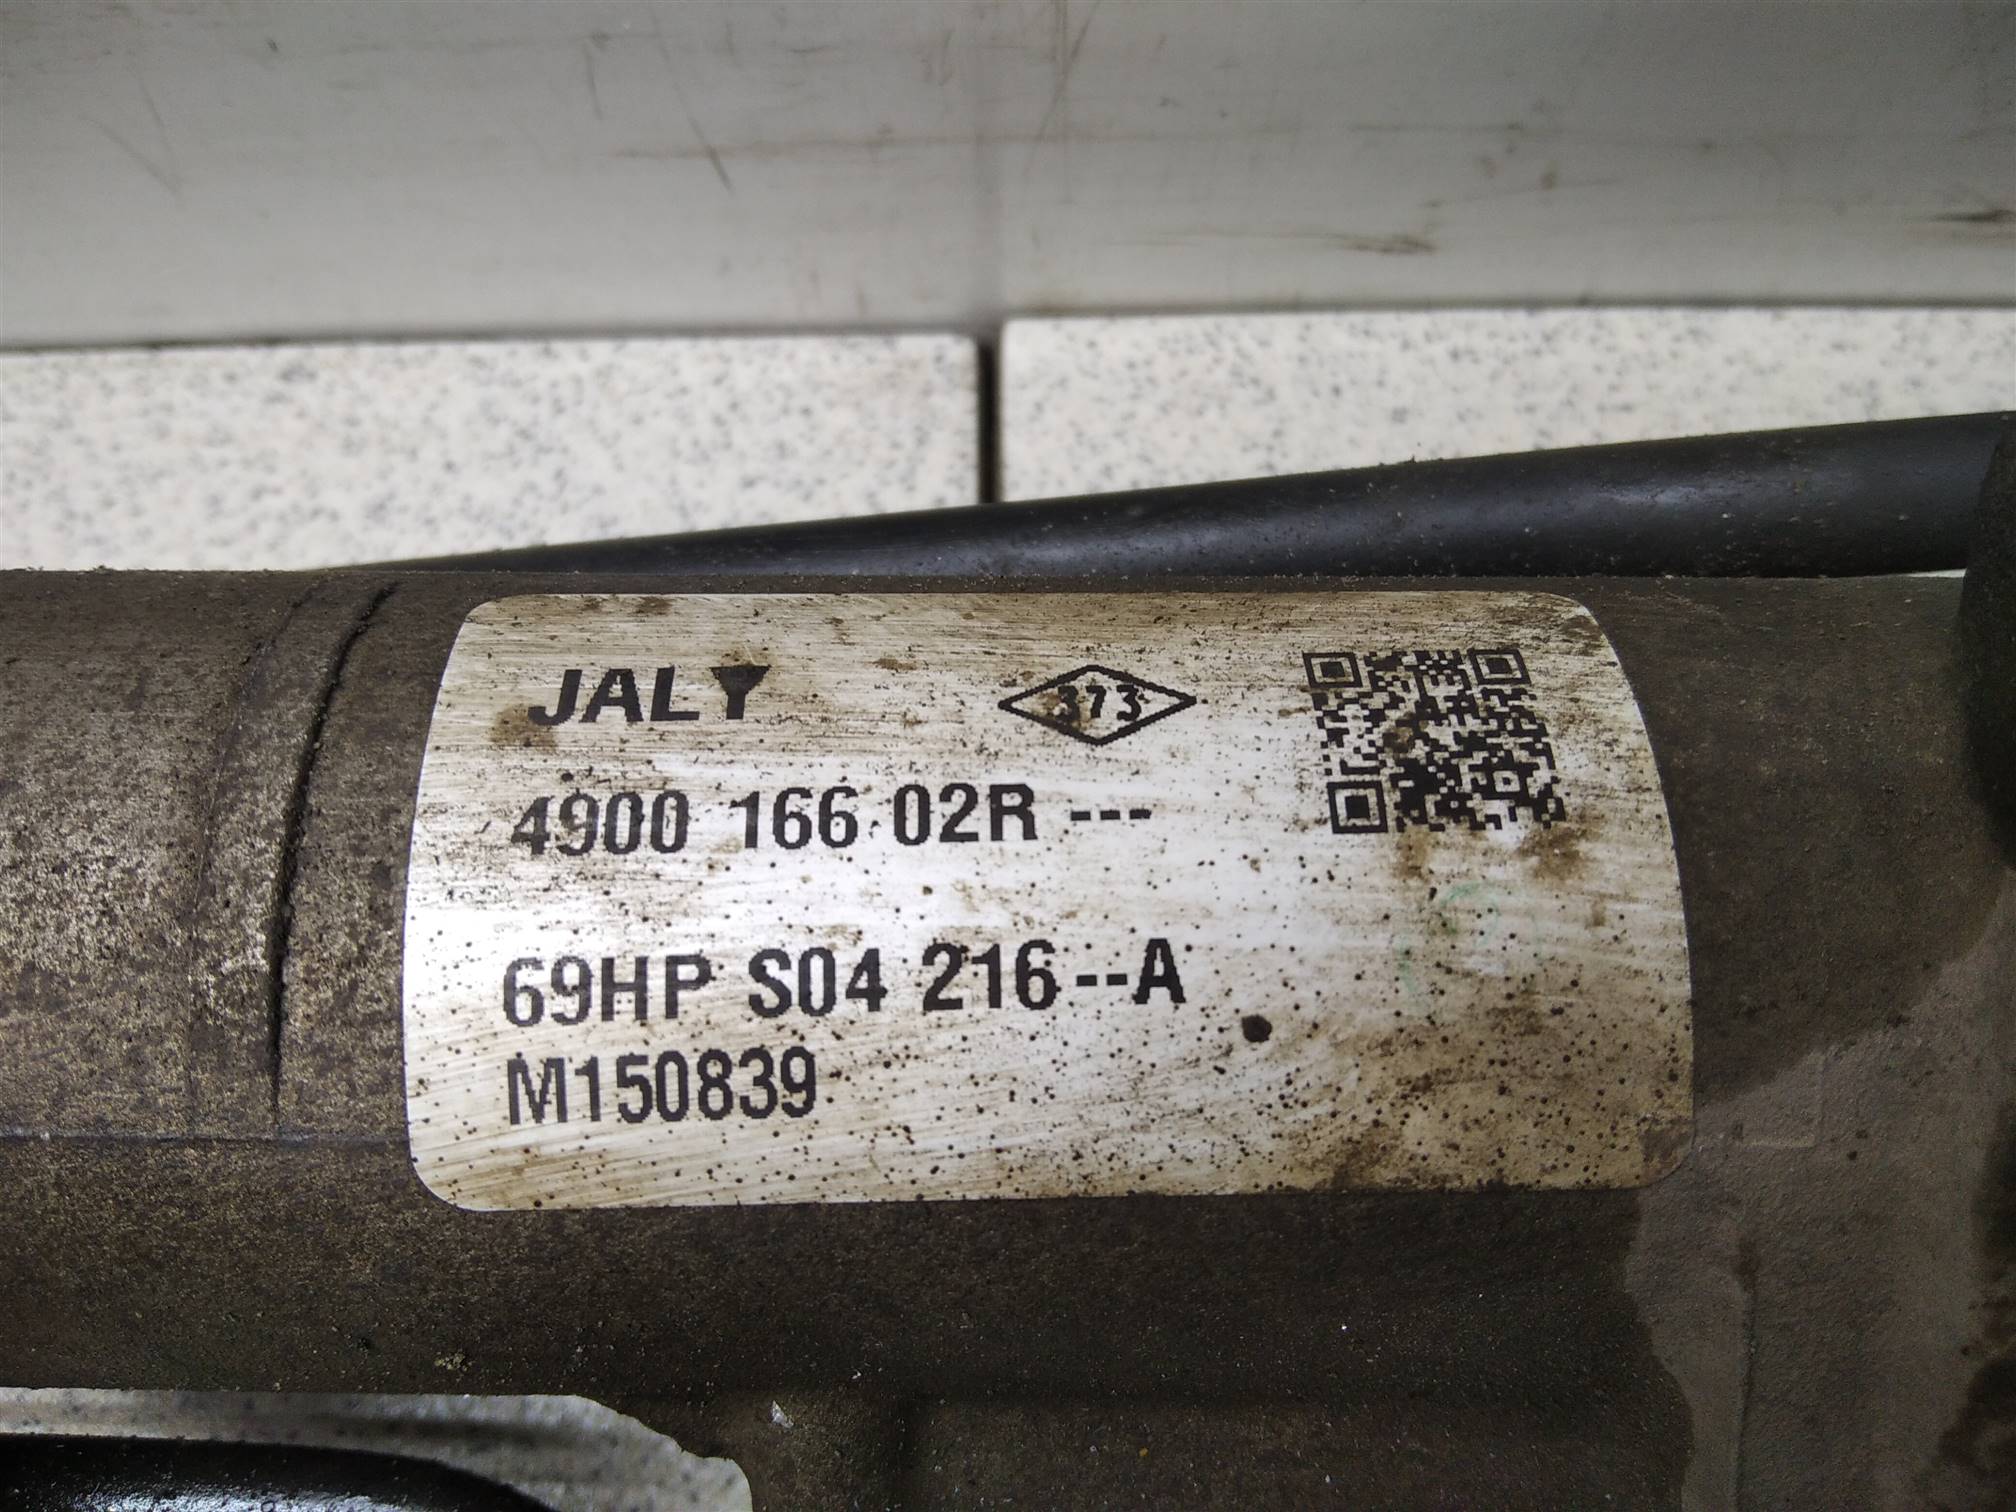 JALY 373
4900 166 02R ---
69HP S04 216--A
M150839